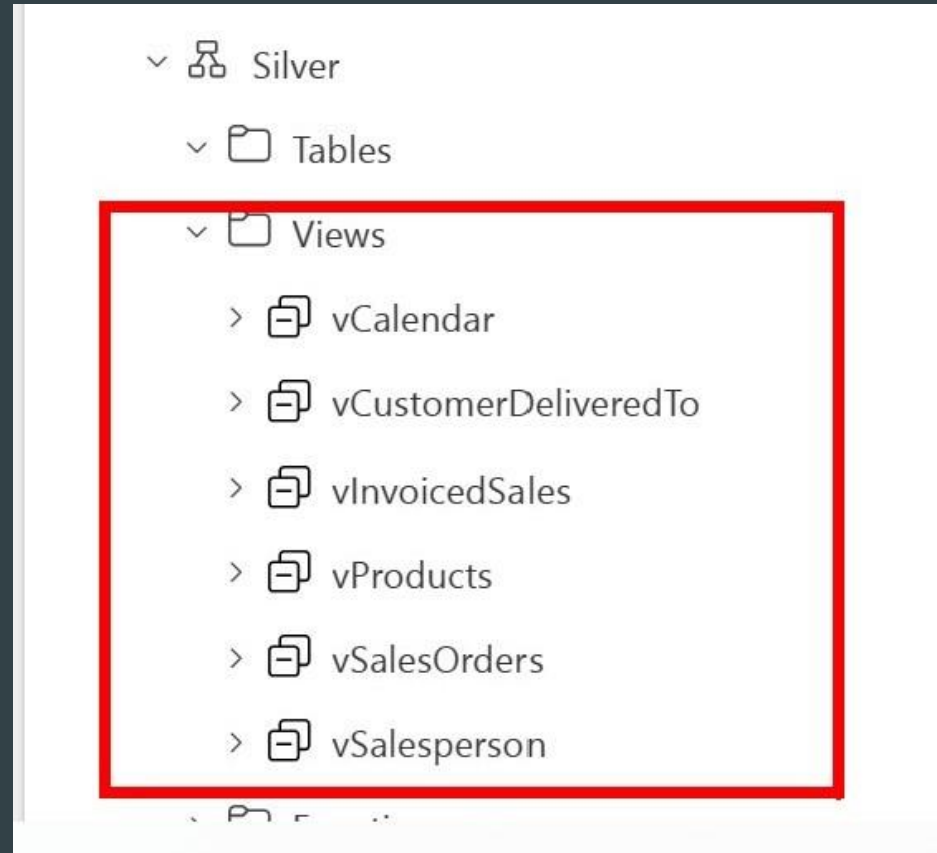 Silver
Tables
Views
vCalendar
vCustomerDeliveredTo
vInvoicedSales
vProducts
vSalesOrders
vSalesperson